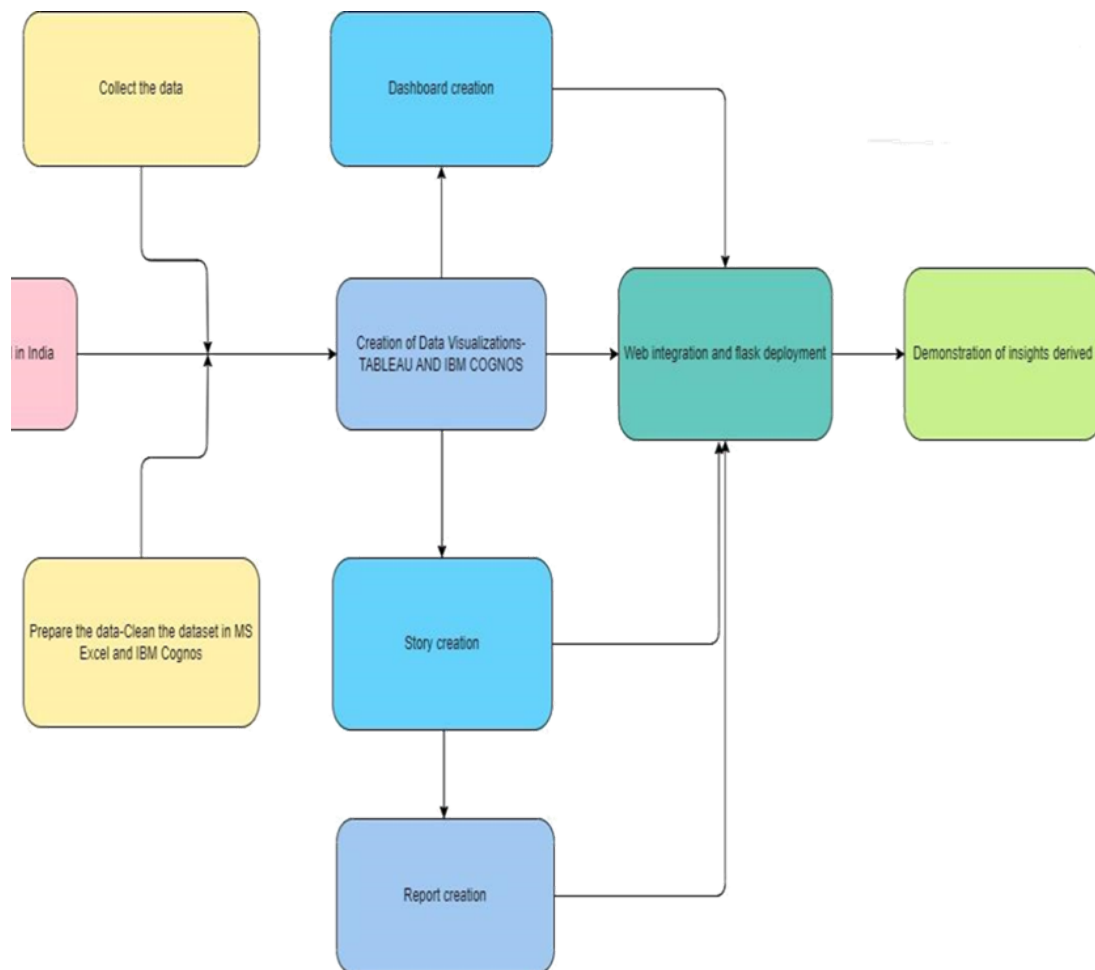 Collect the data
Dashboard creation
in India
Creation of Data Visualizations-
TABLEAU AND IBM COGNOS
Web integration and flask deployment
Demonstration of insights derived
Prepare the data-Clean the dataset in MS
Excel and IBM Cognos
Story creation
Report creation